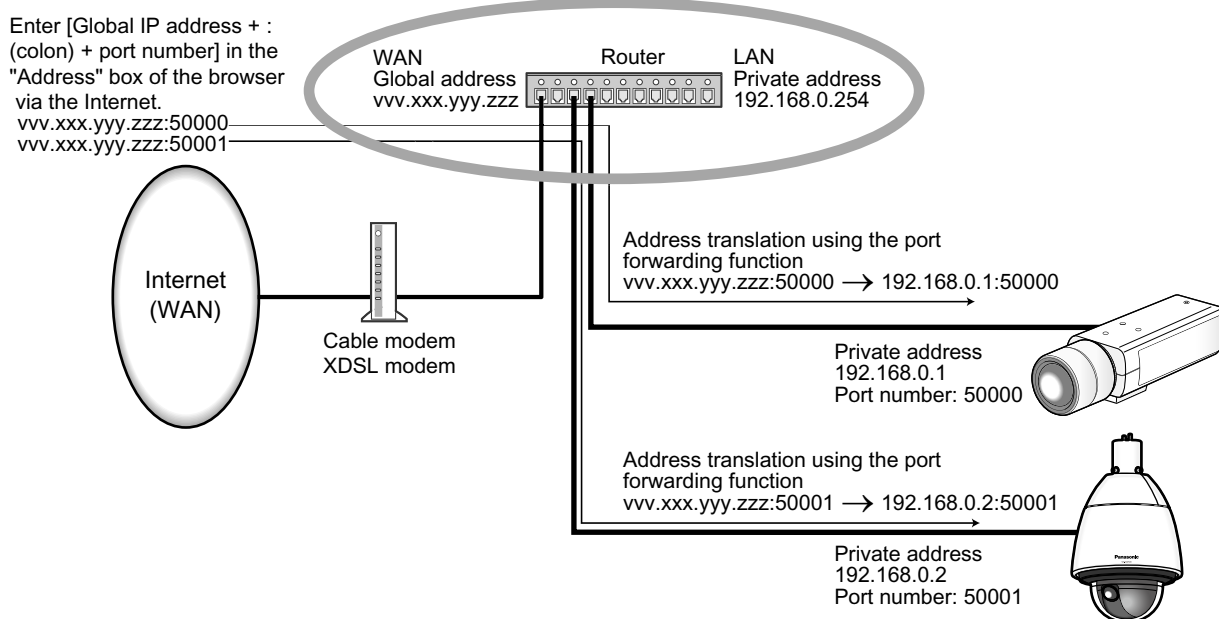 Enter [Global IP address + :
(colon) + port number] in the
"Address" box of the browser
via the Internet.
vvv.xxx.yyy.zzz:50000
vvv.xxx.yyy.zzz:50001
WAN
Global address
vvv.xxx.yyy.zzz
Router
LAN
Private address
192.168.0.254
Internet
(WAN)
Cable modem
XDSL modem
Address translation using the port
forwarding function
vvv.xxx.yyy.zzz:50000 → 192.168.0.1:50000
Private address
192.168.0.1
Port number: 50000
Address translation using the port
forwarding function
vvv.xxx.yyy.zzz:50001 → 192.168.0.2:50001
Private address
192.168.0.2
Port number: 50001
Panasonic